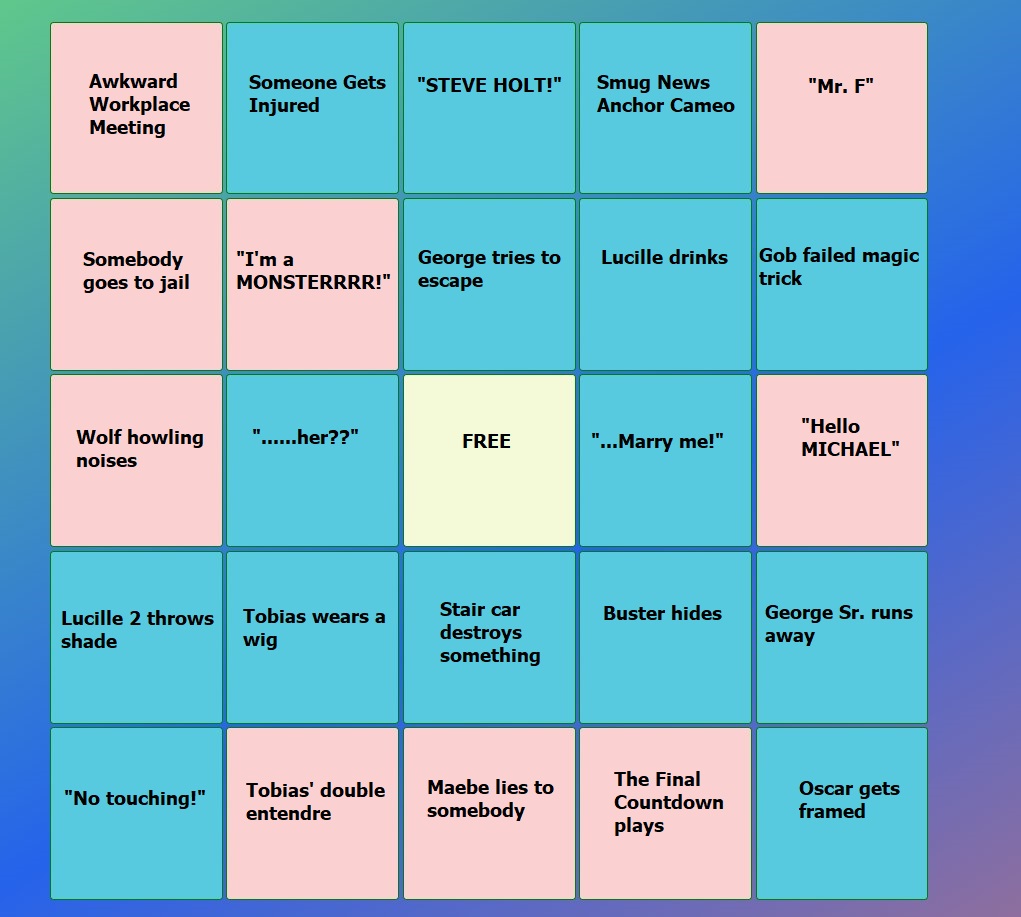 Awkward
Workplace
Meeting
Someone Gets
Injured
"STEVE HOLT!"
Smug News
Anchor Cameo
"Mr. F"
Somebody
goes to jail
"I'm a
MONSTERRRR!"
George tries to
escape
Lucille drinks
Gob failed magic
trick
Wolf howling
noises
"......her??"
FREE
"...Marry me!"
"Hello
MICHAEL"
Lucille 2 throws
shade
Tobias wears a
wig
Stair car
destroys
something
Buster hides
George Sr. runs
away
"No touching!"
Tobias' double
entendre
Maebe lies to
somebody
The Final
Countdown
plays
Oscar gets
framed